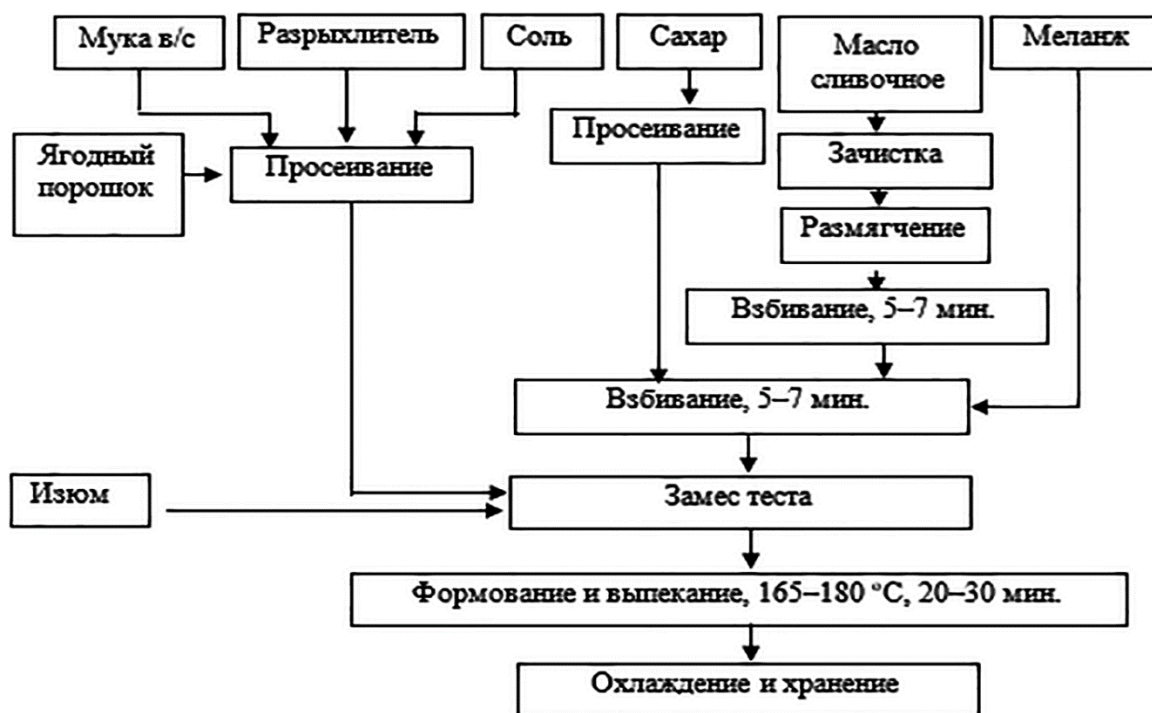 Мука в/с
Разрыхлитель
Соль
Сахар
Масло
сливочное
Меланж
Ягодный
порошок
Просеивание
Просеивание
Зачистка
Размягчение
Взбивание, 5–7 мин.
Взбивание, 5–7 мин.
Изюм
Замес теста
Формование и выпекание, 165–180 °С, 20–30 мин.
Охлаждение и хранение